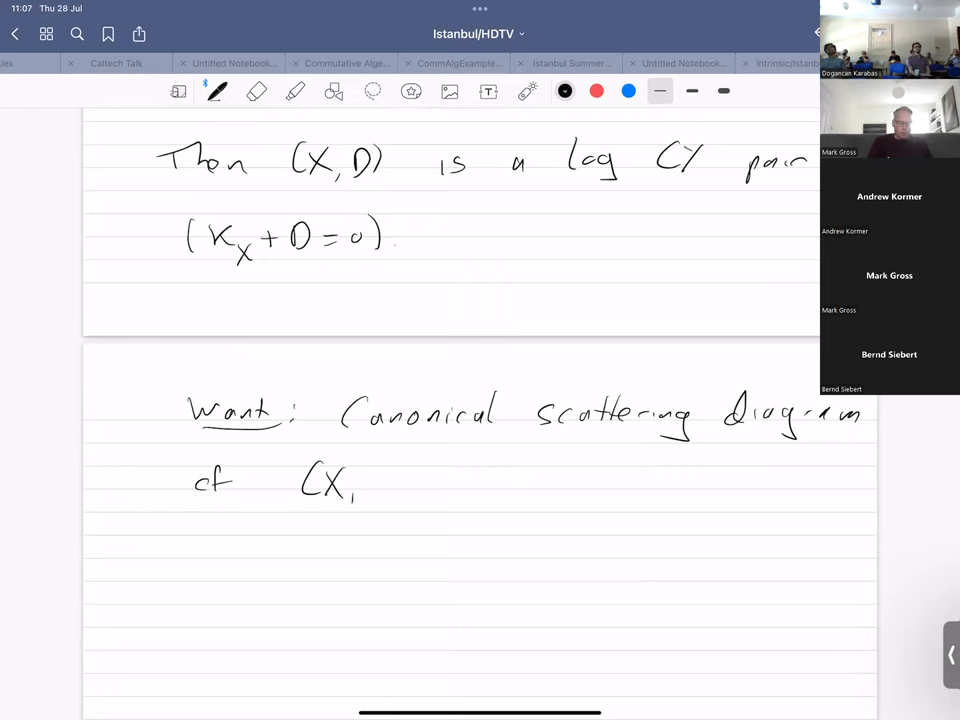 11:07 Thu 28 Jul
Istanbul/HDTV
lex
Caltech Talk
Untitled Notebook...
Commutative Alge...
CommAlgExample...
Istanbul Summer...
Untitled Notebook...
Intrinsic/Istanb
Then (X, D) is a log CY pair
(K_X + D = 0).
Want: Canonical scattering diagram
of (X,
Dogancan Karabas
Mark Gross
Andrew Kormer
Andrew Kormer
Mark Gross
Mark Gross
Bernd Siebert
Bernd Siebert